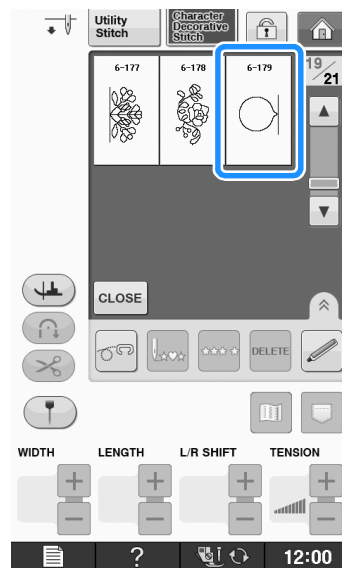 Utility
Stitch
Character
Decorative
Stitch
6-177
6-178
6-179
19/21
CLOSE
DELETE
WIDTH
LENGTH
L/R SHIFT
TENSION
+
+
+
+
−
−
−
−
?
12:00